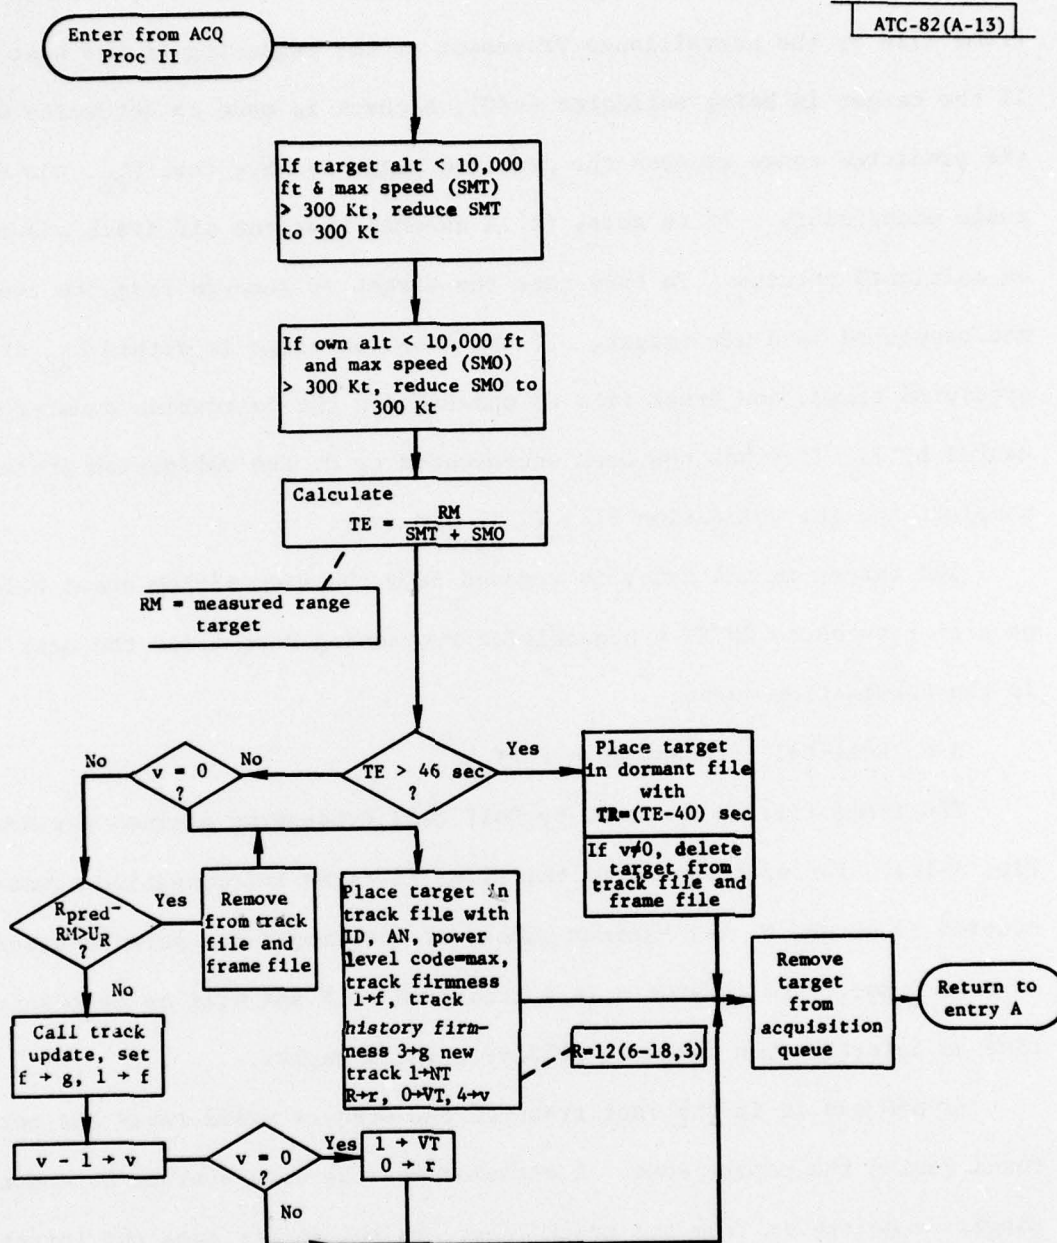 ATC-82(A-13)
Enter from ACQ
Proc II
If target alt < 10,000
ft & max speed (SMT)
> 300 Kt, reduce SMT
to 300 Kt
If own alt < 10,000 ft
and max speed (SMO)
> 300 Kt, reduce SMO to
300 Kt
Calculate
TE = RM
SMT + SMO
RM = measured range
target
TE > 46 sec
?
Yes
No
Place target
in dormant file
with
TR=(TE-40) sec
If v≠0, delete
target from
track file and
frame file
v = 0
?
No
Rpred-
RM>UR
?
Yes
No
Remove
from track
file and
frame file
Place target in
track file with
ID, AN, power
level code=max,
track firmness
1→f, track
history firm-
ness 3→g new
track 1→NT
R→r, 0→VT, 4→v
R=12(6-18,3)
Remove
target
from
acquisition
queue
Return to
entry A
Call track
update, set
f → g, 1 → f
v - 1 → v
v = 0
?
Yes
No
1 → VT
0 → r